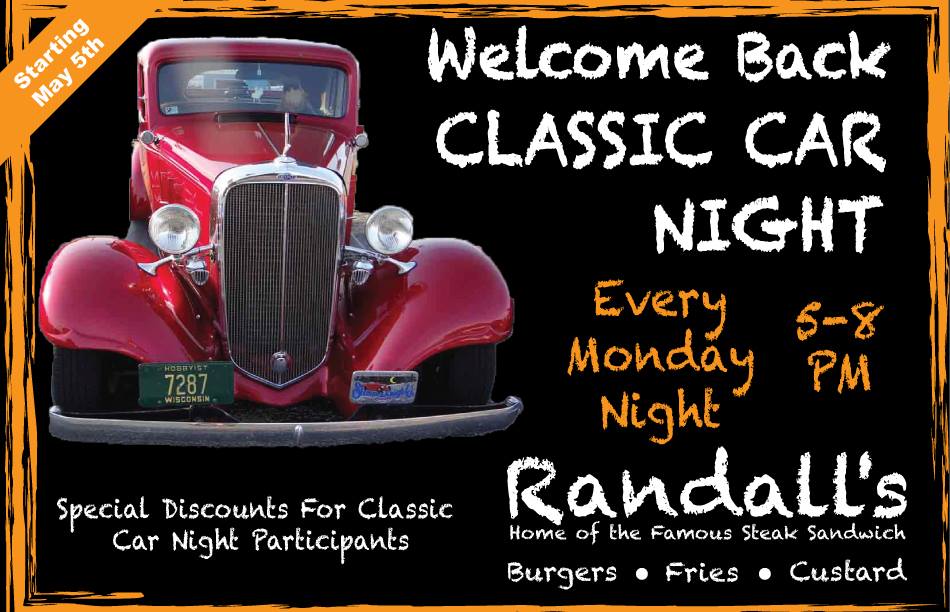 Starting
May 5th
Welcome Back
CLASSIC CAR
NIGHT
Every
Monday
Night
5-8
PM
HOBBYIST
7287
WISCONSIN
Randall's
Home of the Famous Steak Sandwich
Burgers • Fries • Custard
Special Discounts For Classic
Car Night Participants